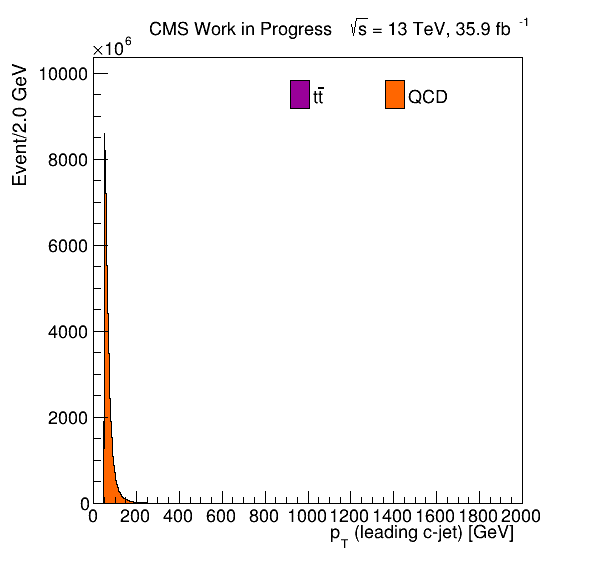 CMS Work in Progress √s = 13 TeV, 35.9 fb -1
×10^6
Event/2.0 GeV
10000
8000
6000
4000
2000
0
tt̄
QCD
0 200 400 600 800 1000 1200 1400 1600 1800 2000
p_T (leading c-jet) [GeV]